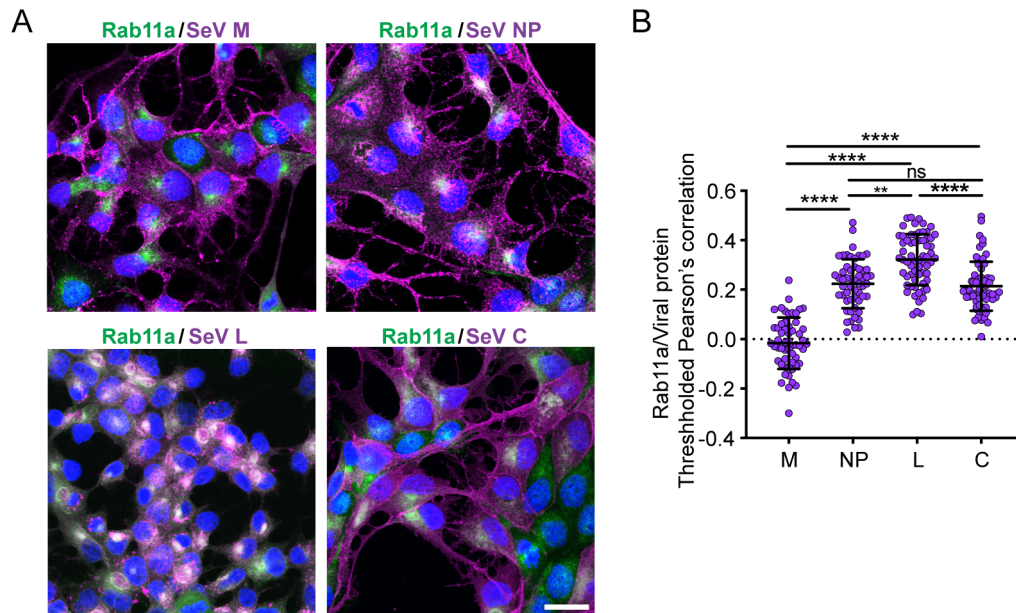 A
Rab11a/SeV M
Rab11a /SeV NP
Rab11a/SeV L
Rab11a/SeV C
B
****
****
ns
****
**
****
Rab11a/Viral protein
Threshholded Pearson's correlation
0.6
0.4
0.2
0.0
-0.2
-0.4
M NP L C